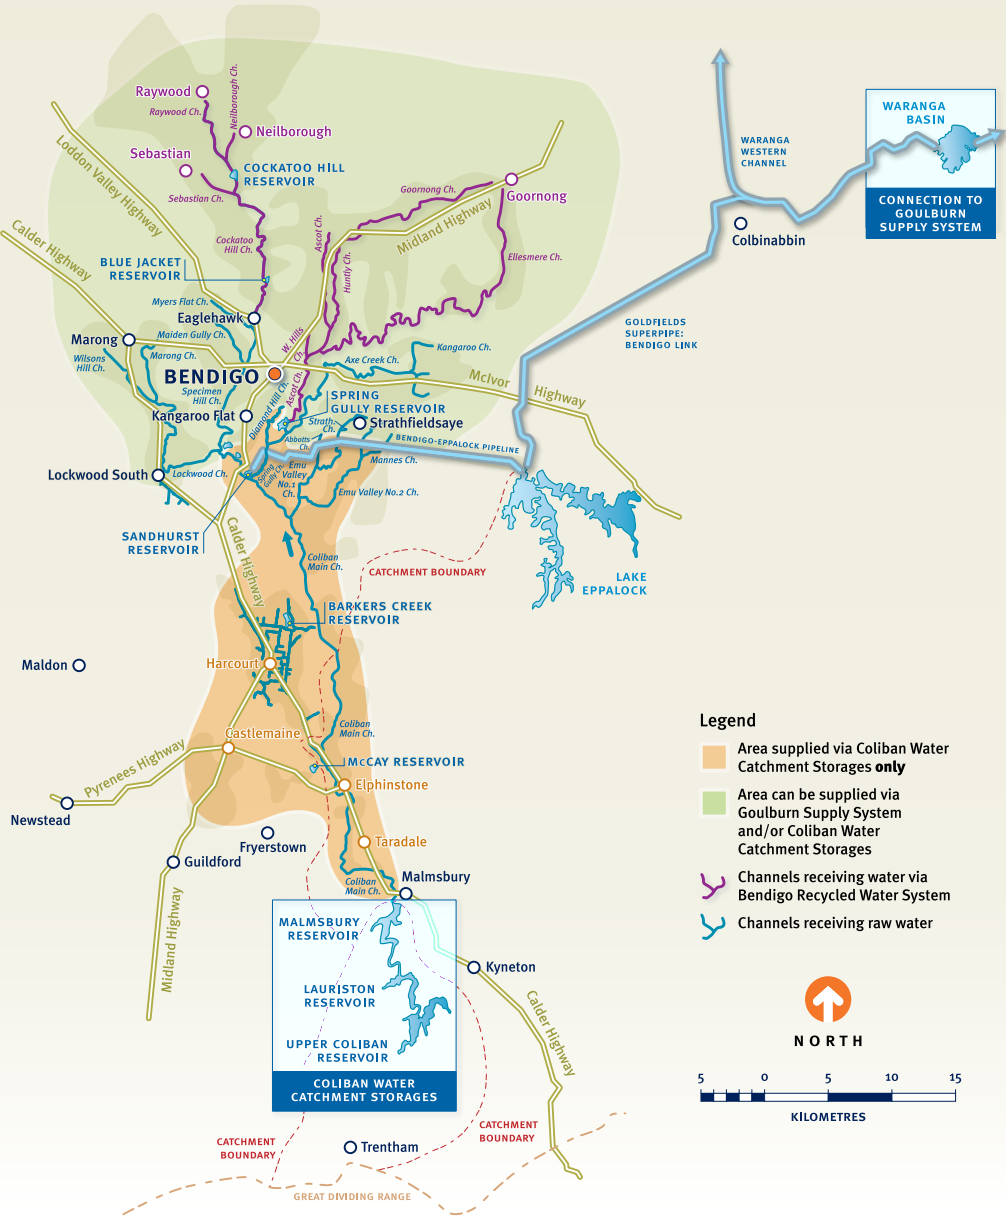 Raywood
Raywood Ch.
Neilborough Ch.
Neilborough
Sebastian
COCKATOO HILL
RESERVOIR
Sebastian Ch.
Loddon Valley Highway
Calder Highway
Cockatoo
Hill Ch.
Ascot Ch.
Huntly Ch.
Goornong Ch.
Goornong
Midland Highway
Ellesmere Ch.
WARANGA
WESTERN
CHANNEL
WARANGA
BASIN
CONNECTION TO
GOULBURN
SUPPLY SYSTEM
Colbinabbin
BLUE JACKET
RESERVOIR
Myers Flat Ch.
Eaglehawk
Maiden Gully Ch.
Marong
Marong Ch.
Wilsons
Hill Ch.
W. Hills
Ch.
Axe Creek Ch.
Kangaroo Ch.
GOLDFIELDS
SUPERPIPE:
BENDIGO LINK
BENDIGO
McIvor Highway
Specimen
Hill Ch.
Diamond Hill Ch.
Ascot Ch.
SPRING
GULLY RESERVOIR
Kangaroo Flat
Strath.
Ch.
Strathfieldsaye
Abbotts
Ch.
BENDIGO-EPPALOCK PIPELINE
Mannes Ch.
Lockwood South
Lockwood Ch.
Spring
Gully Ch.
Emu
Valley
No.1
Ch.
Emu Valley No.2 Ch.
SANDHURST
RESERVOIR
Calder Highway
Coliban
Main Ch.
CATCHMENT BOUNDARY
LAKE
EPPALOCK
BARKERS CREEK
RESERVOIR
Maldon
Harcourt
Coliban
Main Ch.
Castlemaine
Pyrenees Highway
McCAY RESERVOIR
Elphinstone
Newstead
Fryerstown
Taradale
Guildford
Midland Highway
Coliban
Main Ch.
Malmsbury
MALMSBURY
RESERVOIR
Kyneton
LAURISTON
RESERVOIR
UPPER COLIBAN
RESERVOIR
COLIBAN WATER
CATCHMENT STORAGES
Calder Highway
CATCHMENT
BOUNDARY
CATCHMENT
BOUNDARY
Trentham
GREAT DIVIDING RANGE
Legend
Area supplied via Coliban Water
Catchment Storages only
Area can be supplied via
Goulburn Supply System
and/or Coliban Water
Catchment Storages
Channels receiving water via
Bendigo Recycled Water System
Channels receiving raw water
NORTH
5 0 5 10 15
KILOMETRES